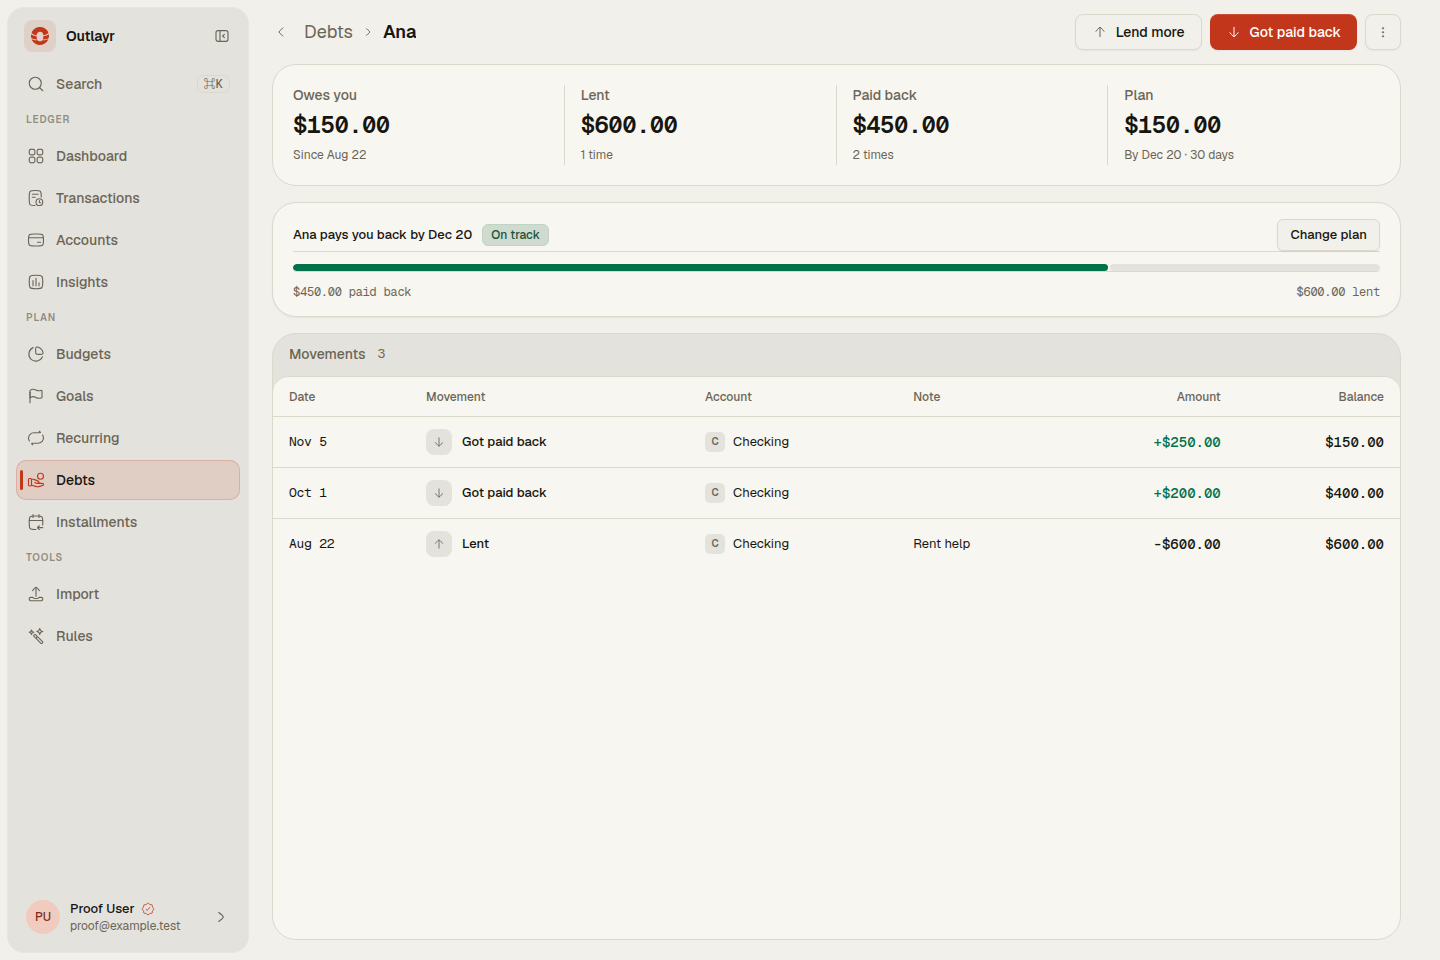 Outlayr
Search ⌘K
LEDGER
Dashboard
Transactions
Accounts
Insights
PLAN
Budgets
Goals
Recurring
Debts
Installments
TOOLS
Import
Rules
PU
Proof User
proof@example.test
Debts Ana
Lend more
Got paid back
Owes you
$150.00
Since Aug 22
Lent
$600.00
1 time
Paid back
$450.00
2 times
Plan
$150.00
By Dec 20 · 30 days
Ana pays you back by Dec 20 On track
Change plan
$450.00 paid back $600.00 lent
Movements 3
Date Movement Account Note Amount Balance
Nov 5 Got paid back C Checking +$250.00 $150.00
Oct 1 Got paid back C Checking +$200.00 $400.00
Aug 22 Lent C Checking Rent help -$600.00 $600.00